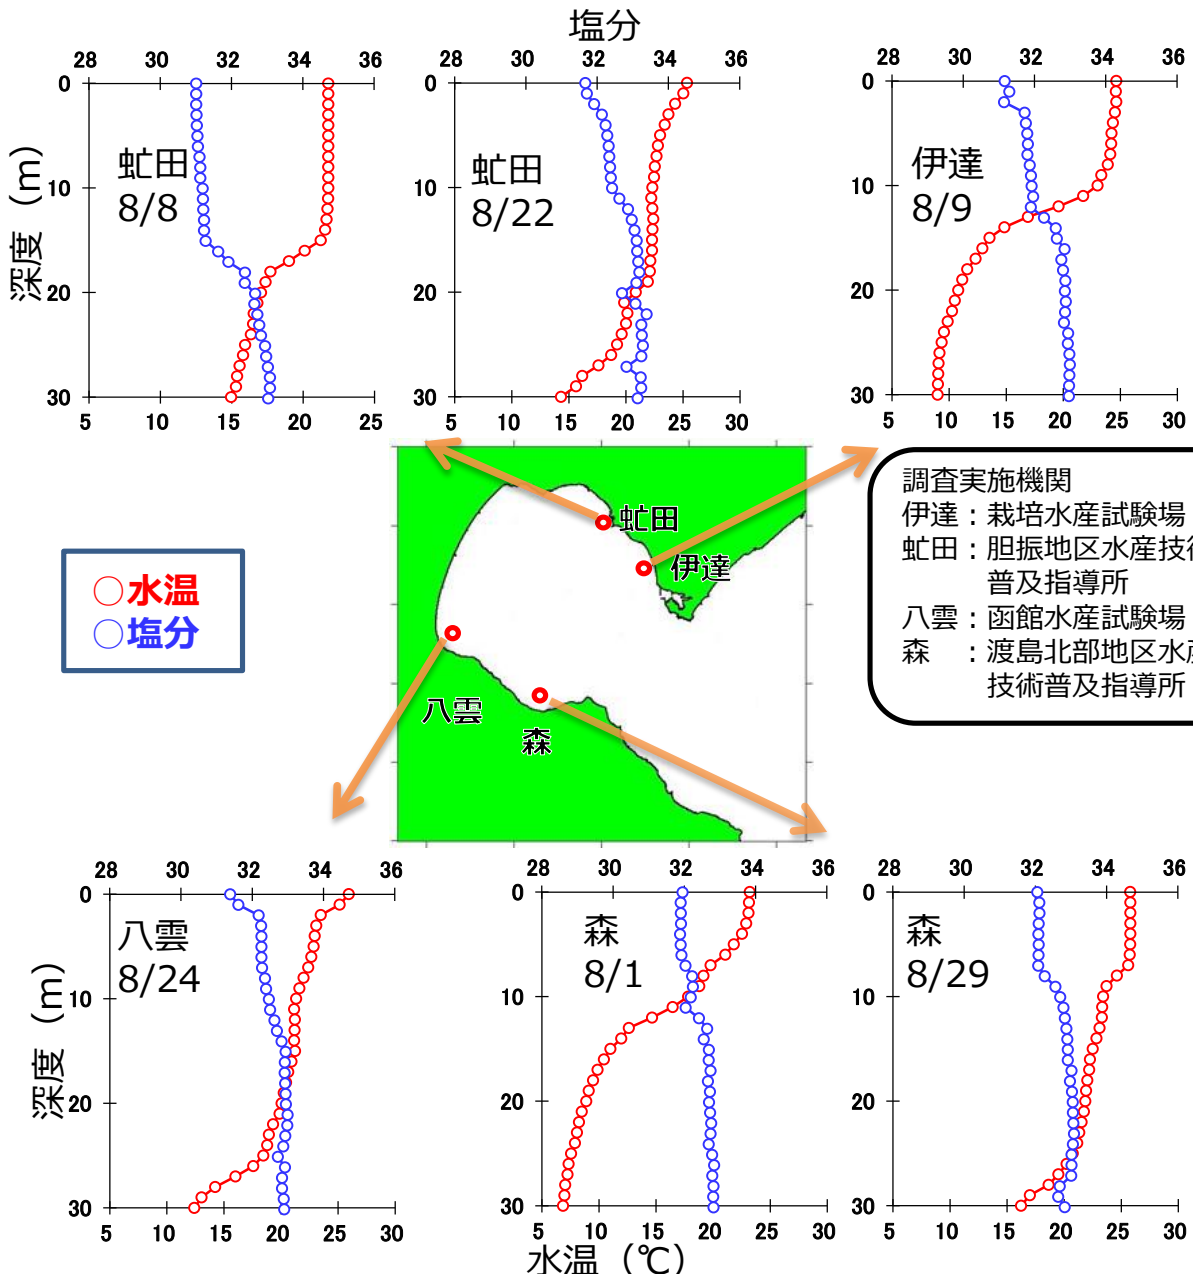 塩分
28 31 32 34 36
28 31 32 34 36
28 31 32 34 36
0
10
20
30
深度（m）
虻田
8/8
5 10 15 20 25
0
10
20
30
虻田
8/22
5 10 15 20 25 30
0
10
20
30
伊達
8/9
5 10 15 20 25 30
○水温
○塩分
虻田
伊達
八雲
森
調査実施機関
伊達：栽培水産試験場
虻田：胆振地区水産技術
普及指導所
八雲：函館水産試験場
森　：渡島北部地区水産
技術普及指導所
28 31 32 34 36
28 29 30 32 34 36
28 29 31 32 34 36
0
10
20
30
深度（m）
八雲
8/24
5 10 15 20 25 30
0
10
20
30
森
8/1
5 10 15 20 25 30
0
10
20
30
森
8/29
5 10 15 20 25 30
水温（℃）